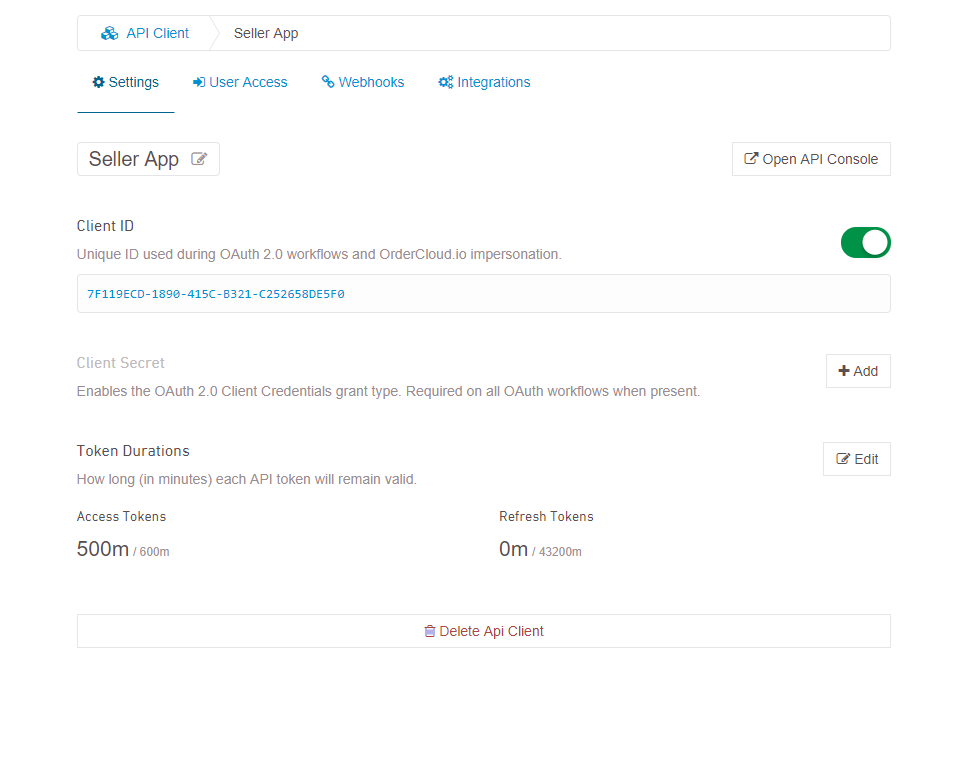 API Client Seller App
Settings User Access Webhooks Integrations
Seller App Open API Console
Client ID
Unique ID used during OAuth 2.0 workflows and OrderCloud.io impersonation.
7F119ECD-1890-415C-B321-C252658DE5F0
Client Secret
Add
Enables the OAuth 2.0 Client Credentials grant type. Required on all OAuth workflows when present.
Token Durations
Edit
How long (in minutes) each API token will remain valid.
Access Tokens Refresh Tokens
500m / 600m 0m / 43200m
Delete Api Client